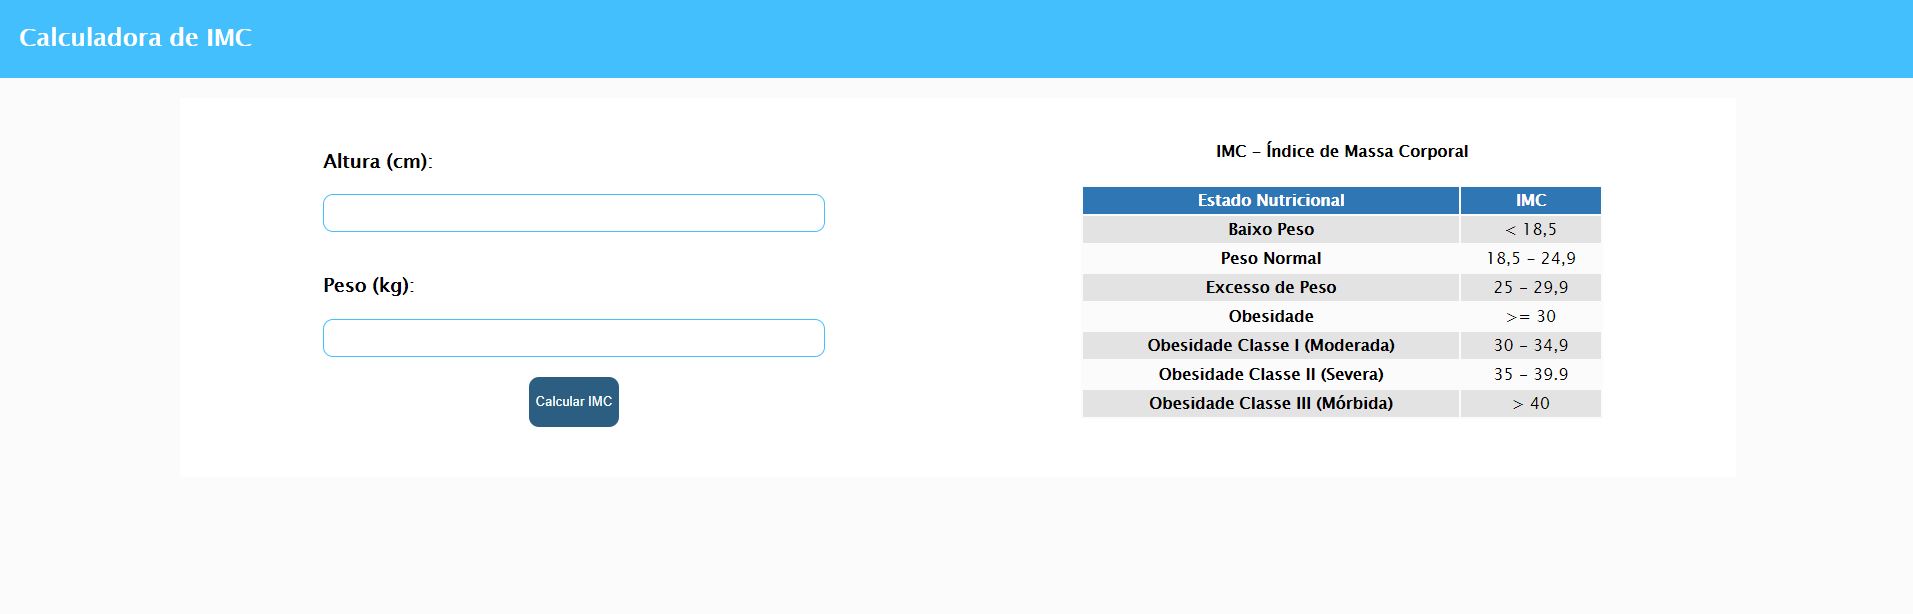 Calculadora de IMC
Altura (cm):
Peso (kg):
Calcular IMC
IMC - Índice de Massa Corporal
Estado Nutricional IMC
Baixo Peso < 18,5
Peso Normal 18,5 - 24,9
Excesso de Peso 25 - 29,9
Obesidade >= 30
Obesidade Classe I (Moderada) 30 - 34,9
Obesidade Classe II (Severa) 35 - 39.9
Obesidade Classe III (Mórbida) > 40